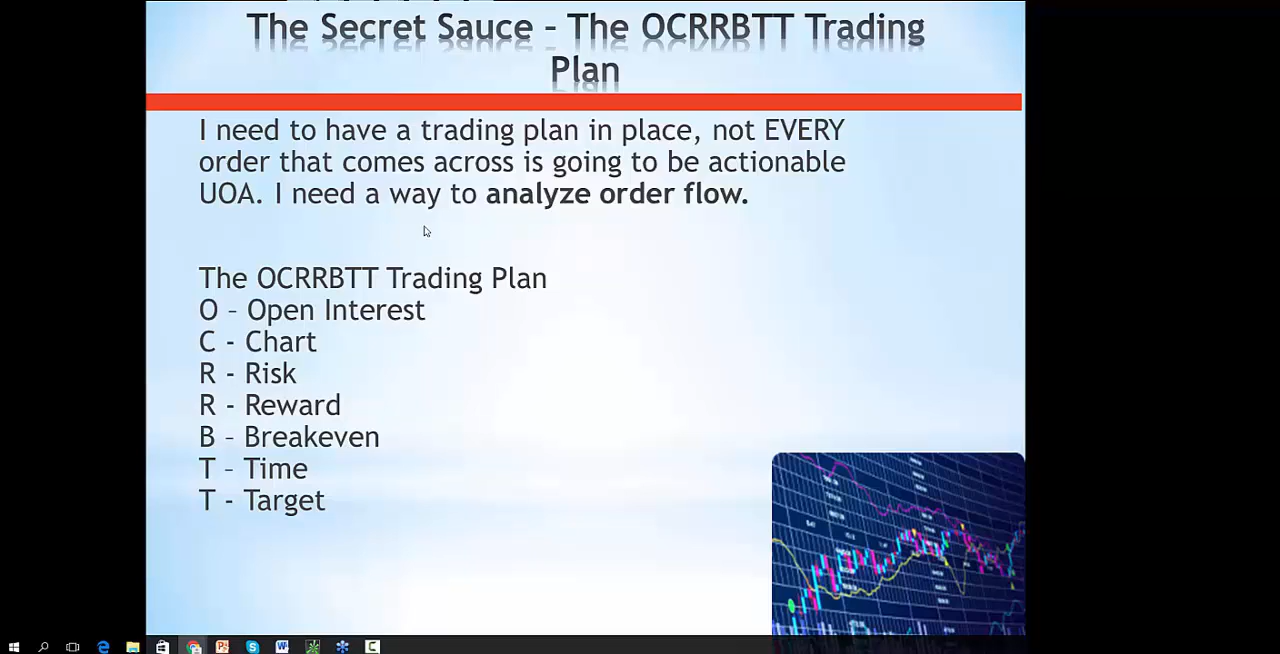 The Secret Sauce - The OCRRBTT Trading
Plan
I need to have a trading plan in place, not EVERY
order that comes across is going to be actionable
UOA. I need a way to analyze order flow.
The OCRRBTT Trading Plan
O – Open Interest
C - Chart
R - Risk
R - Reward
B – Breakeven
T – Time
T - Target